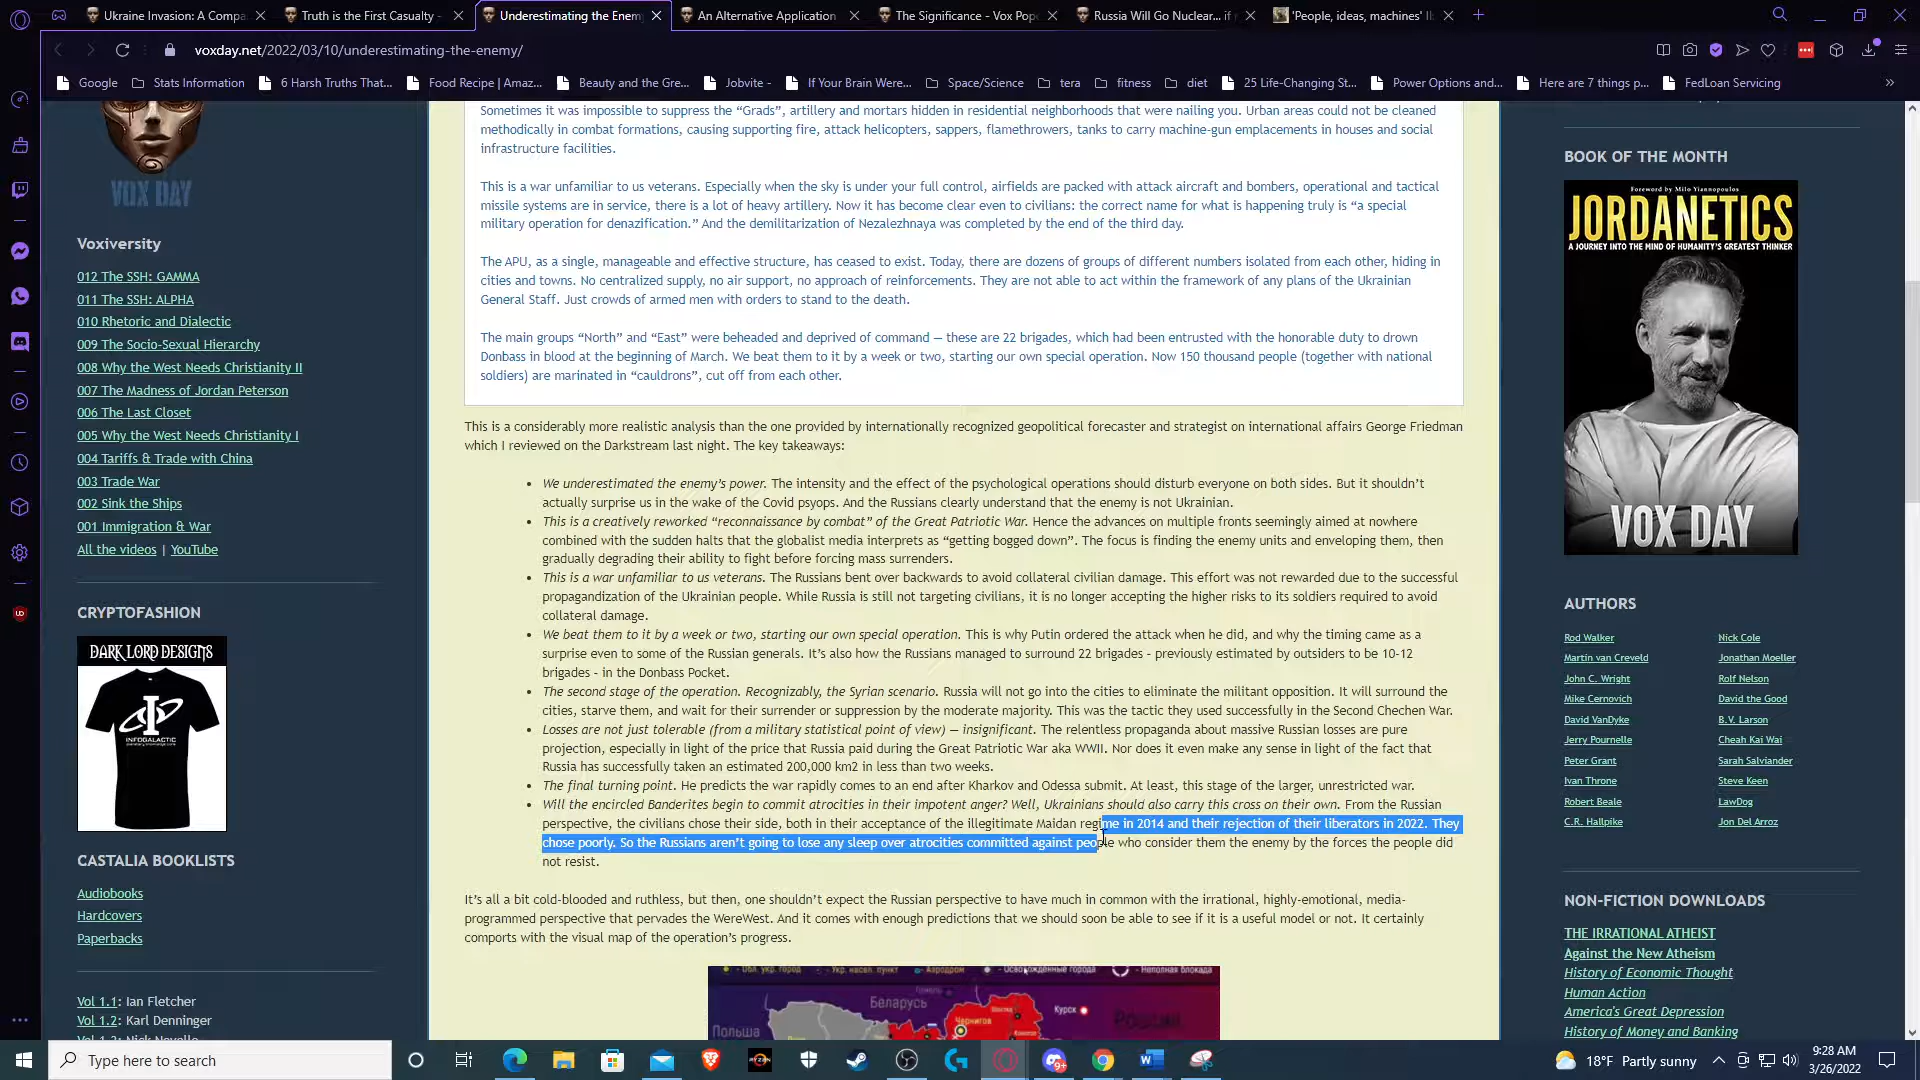 Ukraine Invasion: A Compa
Truth is the First Casualty -
Underestimating the Enem
An Alternative Application
The Significance - Vox Pop
Russia Will Go Nuclear... if
'People, ideas, machines' II
voxday.net/2022/03/10/underestimating-the-enemy/
Google
Stats Information
6 Harsh Truths That...
Food Recipe | Amaz...
Beauty and the Gre...
Jobvite -
If Your Brain Were...
Space/Science
tera
fitness
diet
25 Life-Changing St...
Power Options and...
Here are 7 things p...
FedLoan Servicing
VOX DAY
Voxiversity
012 The SSH: GAMMA
011 The SSH: ALPHA
010 Rhetoric and Dialectic
009 The Socio-Sexual Hierarchy
008 Why the West Needs Christianity II
007 The Madness of Jordan Peterson
006 The Last Closet
005 Why the West Needs Christianity I
004 Tariffs & Trade with China
003 Trade War
002 Sink the Ships
001 Immigration & War
All the videos | YouTube
CRYPTOFASHION
DARK LORD DESIGNS
INFOGALACTIC
CASTALIA BOOKLISTS
Audiobooks
Hardcovers
Paperbacks
Vol 1.1: Ian Fletcher
Vol 1.2: Karl Denninger
Sometimes it was impossible to suppress the “Grads”, artillery and mortars hidden in residential neighborhoods that were nailing you. Urban areas could not be cleaned
methodically in combat formations, causing supporting fire, attack helicopters, sappers, flamethrowers, tanks to carry machine-gun emplacements in houses and social
infrastructure facilities.
This is a war unfamiliar to us veterans. Especially when the sky is under your full control, airfields are packed with attack aircraft and bombers, operational and tactical
missile systems are in service, there is a lot of heavy artillery. Now it has become clear even to civilians: the correct name for what is happening truly is “a special
military operation for denazification.” And the demilitarization of Nezalezhnaya was completed by the end of the third day.
The APU, as a single, manageable and effective structure, has ceased to exist. Today, there are dozens of groups of different numbers isolated from each other, hiding in
cities and towns. No centralized supply, no air support, no approach of reinforcements. They are not able to act within the framework of any plans of the Ukrainian
General Staff. Just crowds of armed men with orders to stand to the death.
The main groups “North” and “East” were beheaded and deprived of command — these are 22 brigades, which had been entrusted with the honorable duty to drown
Donbass in blood at the beginning of March. We beat them to it by a week or two, starting our own special operation. Now 150 thousand people (together with national
soldiers) are marinated in “cauldrons”, cut off from each other.
This is a considerably more realistic analysis than the one provided by internationally recognized geopolitical forecaster and strategist on international affairs George Friedman
which I reviewed on the Darkstream last night. The key takeaways:
• We underestimated the enemy’s power. The intensity and the effect of the psychological operations should disturb everyone on both sides. But it shouldn’t
actually surprise us in the wake of the Covid psyops. And the Russians clearly understand that the enemy is not Ukrainian.
• This is a creatively reworked “reconnaissance by combat” of the Great Patriotic War. Hence the advances on multiple fronts seemingly aimed at nowhere
combined with the sudden halts that the globalist media interprets as “getting bogged down”. The focus is finding the enemy units and enveloping them, then
gradually degrading their ability to fight before forcing mass surrenders.
• This is a war unfamiliar to us veterans. The Russians bent over backwards to avoid collateral civilian damage. This effort was not rewarded due to the successful
propagandization of the Ukrainian people. While Russia is still not targeting civilians, it is no longer accepting the higher risks to its soldiers required to avoid
collateral damage.
• We beat them to it by a week or two, starting our own special operation. This is why Putin ordered the attack when he did, and why the timing came as a
surprise even to some of the Russian generals. It’s also how the Russians managed to surround 22 brigades – previously estimated by outsiders to be 10-12
brigades – in the Donbass Pocket.
• The second stage of the operation. Recognizably, the Syrian scenario. Russia will not go into the cities to eliminate the militant opposition. It will surround the
cities, starve them, and wait for their surrender or suppression by the moderate majority. This was the tactic they used successfully in the Second Chechen War.
• Losses are not just tolerable (from a military statistical point of view) — insignificant. The relentless propaganda about massive Russian losses are pure
projection, especially in light of the price that Russia paid during the Great Patriotic War aka WWII. Nor does it even make any sense in light of the fact that
Russia has successfully taken an estimated 200,000 km2 in less than two weeks.
• The final turning point. He predicts the war rapidly comes to an end after Kharkov and Odessa submit. At least, this stage of the larger, unrestricted war.
• Will the encircled Banderites begin to commit atrocities in their impotent anger? Well, Ukrainians should also carry this cross on their own. From the Russian
perspective, the civilians chose their side, both in their acceptance of the illegitimate Maidan regime in 2014 and their rejection of their liberators in 2022. They
chose poorly. So the Russians aren’t going to lose any sleep over atrocities committed against people who consider them the enemy by the forces the people did
not resist.
It’s all a bit cold-blooded and ruthless, but then, one shouldn’t expect the Russian perspective to have much in common with the irrational, highly-emotional, media-
programmed perspective that pervades the WereWest. And it comes with enough predictions that we should soon be able to see if it is a useful model or not. It certainly
comports with the visual map of the operation’s progress.
Обл. укр. город
Укр. насел. пункт
Аэродром
Освобожденные города
Неполная блокада
Беларусь
Польша
Чернигов
Курск
Россия
BOOK OF THE MONTH
Foreword by Milo Yiannopoulos
JORDANETICS
A JOURNEY INTO THE MIND OF HUMANITY'S GREATEST THINKER
VOX DAY
AUTHORS
Rod Walker
Nick Cole
Martin van Creveld
Jonathan Moeller
John C. Wright
Rolf Nelson
Mike Cernovich
David the Good
David VanDyke
B.V. Larson
Jerry Pournelle
Cheah Kai Wai
Peter Grant
Sarah Salviander
Ivan Throne
Steve Keen
Robert Beale
LawDog
C.R. Hallpike
Jon Del Arroz
NON-FICTION DOWNLOADS
THE IRRATIONAL ATHEIST
Against the New Atheism
History of Economic Thought
Human Action
America's Great Depression
History of Money and Banking
Type here to search
RYZEN
9+
18°F Partly sunny
9:28 AM
3/26/2022